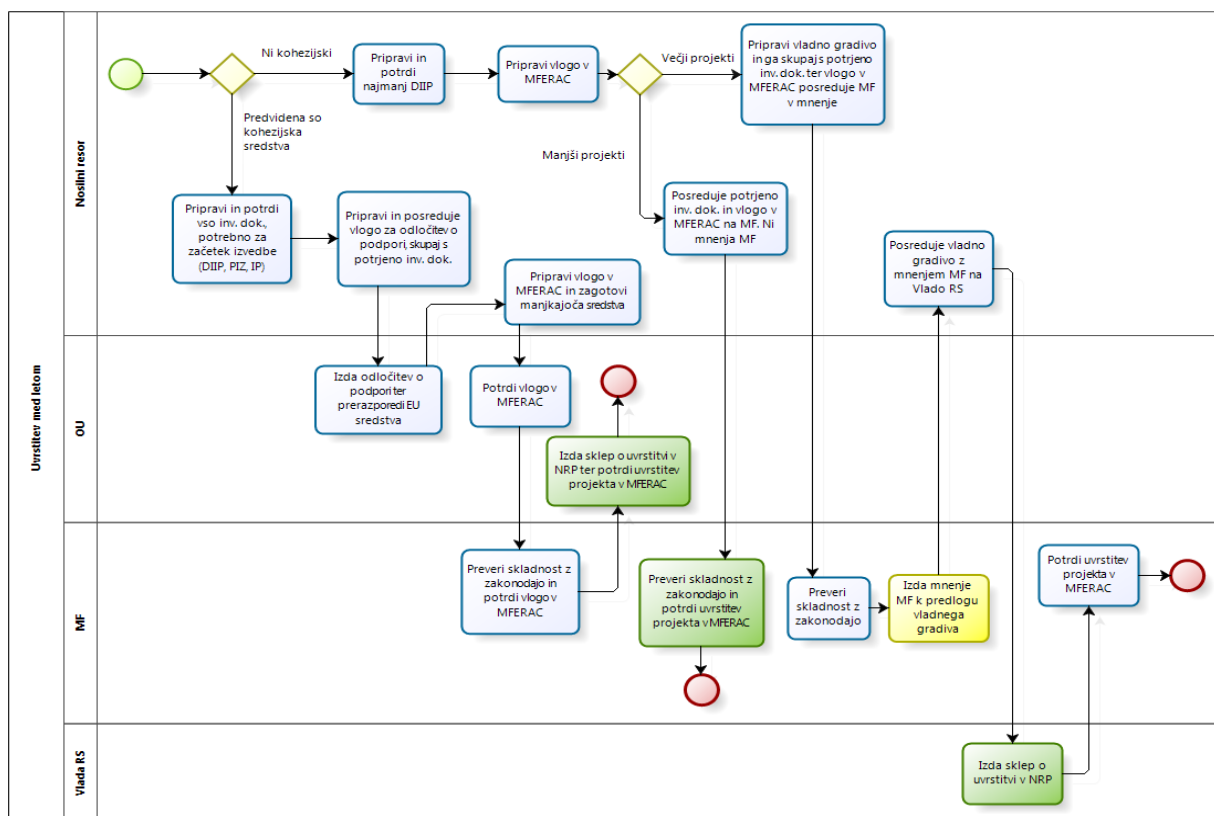 Uvrstitev med letom
Nosilni resor
Ni kohezijski
Predvidena so
kohezijska
sredstva
Pripravi in
potrdi
najmanj DIIP
Pripravi vlogo v
MFERAC
Večji projekti
Manjši projekti
Pripravi vladno gradivo
in ga skupaj s potrjeno
inv. dok. ter vlogo v
MFERAC posreduje MF
v mnenje
Pripravi in potrdi
vso inv. dok.,
potrebno za
začetek izvedbe
(DIIP, PIZ, IP)
Pripravi in posreduje
vlogo za odločitev o
podpori, skupaj s
potrjeno inv. dok.
Posreduje potrjeno
inv. dok. in vlogo v
MFERAC na MF. Ni
mnenja MF
Pripravi vlogo v
MFERAC in zagotovi
manjkajoča sredstva
Posreduje vladno
gradivo z
mnenjem MF na
Vlado RS
OU
Izda odločitev o
podpori ter
prerazporedi EU
sredstva
Potrdi vlogo v
MFERAC
Izda sklep o uvrstitvi v
NRP ter potrdi uvrstitev
projekta v MFERAC
MF
Preveri skladnost z
zakonodajo in
potrdi vlogo v
MFERAC
Preveri skladnost z
zakonodajo in
potrdi uvrstitev
projekta v MFERAC
Preveri
skladnost z
zakonodajo
Izda mnenje
MF k predlogu
vladnega
gradiva
Potrdi uvrstitev
projekta v
MFERAC
Vlada RS
Izda sklep o
uvrstitvi v NRP